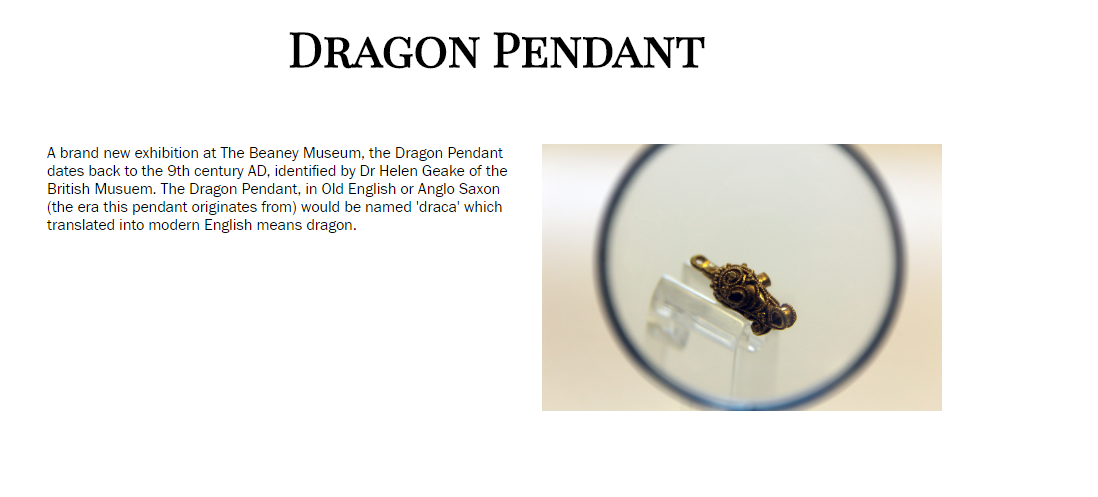 DRAGON PENDANT
A brand new exhibition at The Beaney Museum, the Dragon Pendant
dates back to the 9th century AD, identified by Dr Helen Geake of the
British Musuem. The Dragon Pendant, in Old English or Anglo Saxon
(the era this pendant originates from) would be named 'draca' which
translated into modern English means dragon.